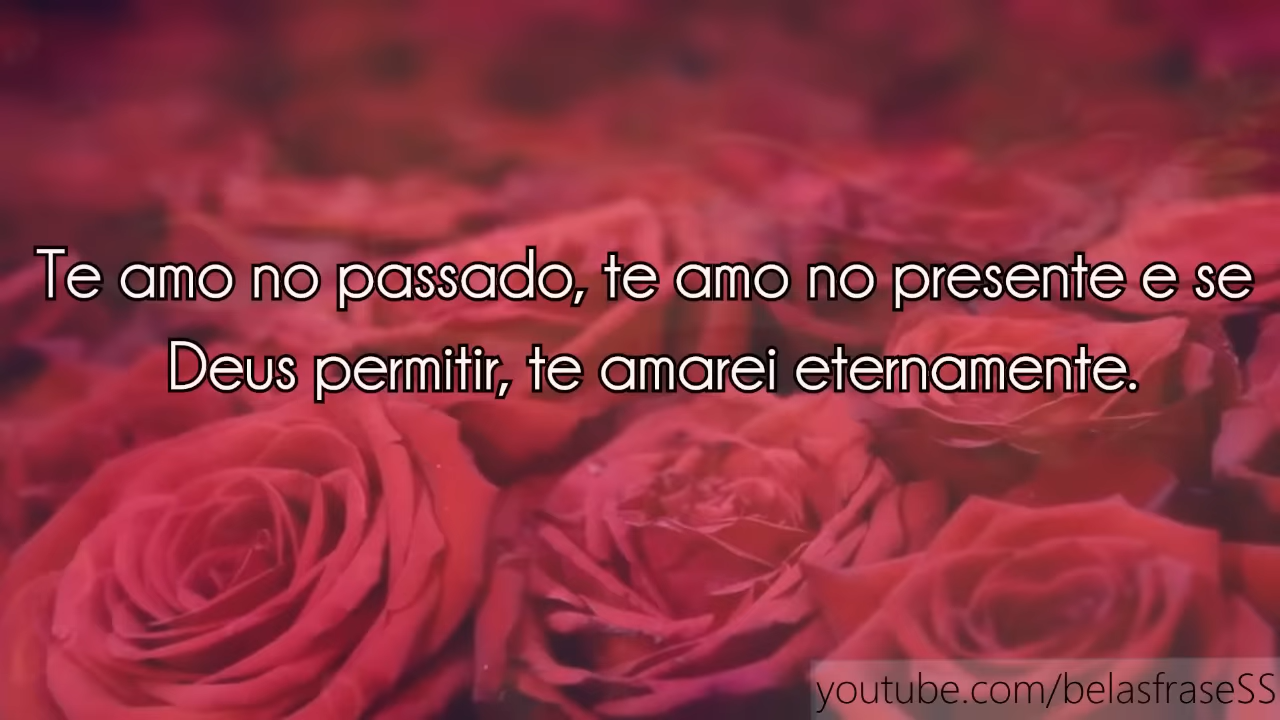 Te amo no passado, te amo no presente e se
Deus permitir, te amarei eternamente.
youtube.com/belasfraseSS